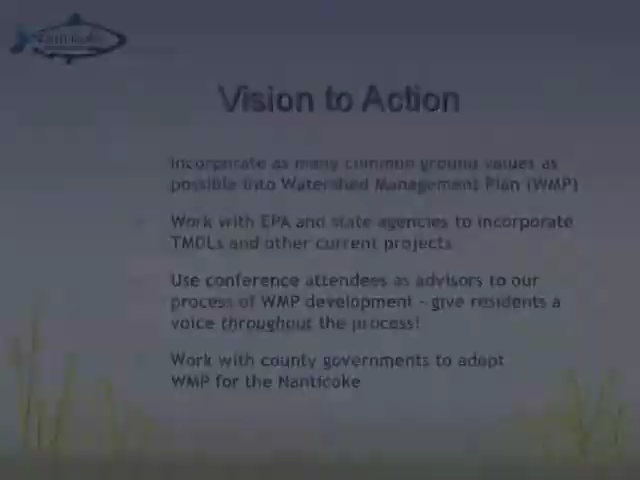 Nanticoke
Vision to Action
Incorporate as many common ground values as
possible into Watershed Management Plan (WMP)
Work with EPA and state agencies to incorporate
TMDLs and other current projects
Use conference attendees as advisors to our
process of WMP development – give residents a
voice throughout the process!
Work with county governments to adopt
WMP for the Nanticoke